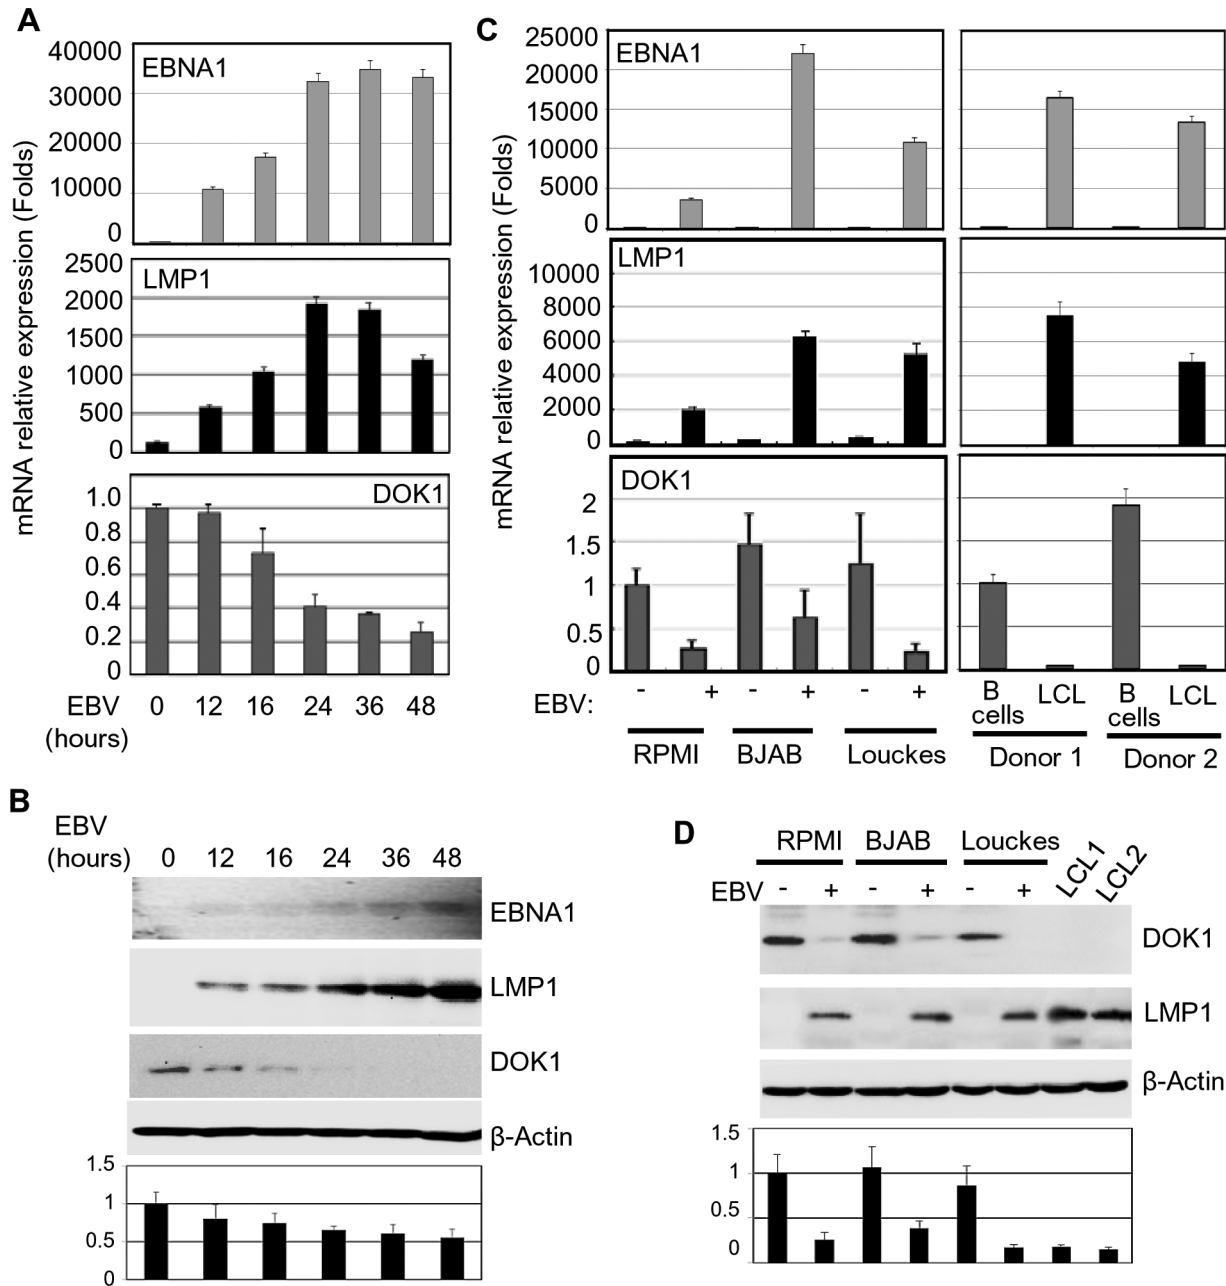 A
mRNA relative expression (Folds)
40000
30000
20000
10000
0
EBNA1
2500
2000
1500
1000
500
0
LMP1
1.0
0.8
0.6
0.4
0.2
0
DOK1
EBV (hours)
0 12 16 24 36 48
C
mRNA relative expression (Folds)
25000
20000
15000
10000
5000
0
EBNA1
10000
8000
6000
4000
2000
0
LMP1
2
1.5
1
0.5
0
DOK1
EBV: - + - + - +
RPMI BJAB Louckes
B cells LCL B cells LCL
Donor 1 Donor 2
B
EBV (hours)
0 12 16 24 36 48
EBNA1
LMP1
DOK1
β-Actin
1.5
1
0.5
0
D
RPMI BJAB Louckes LCL1 LCL2
EBV - + - + - +
DOK1
LMP1
β-Actin
1.5
1
0.5
0